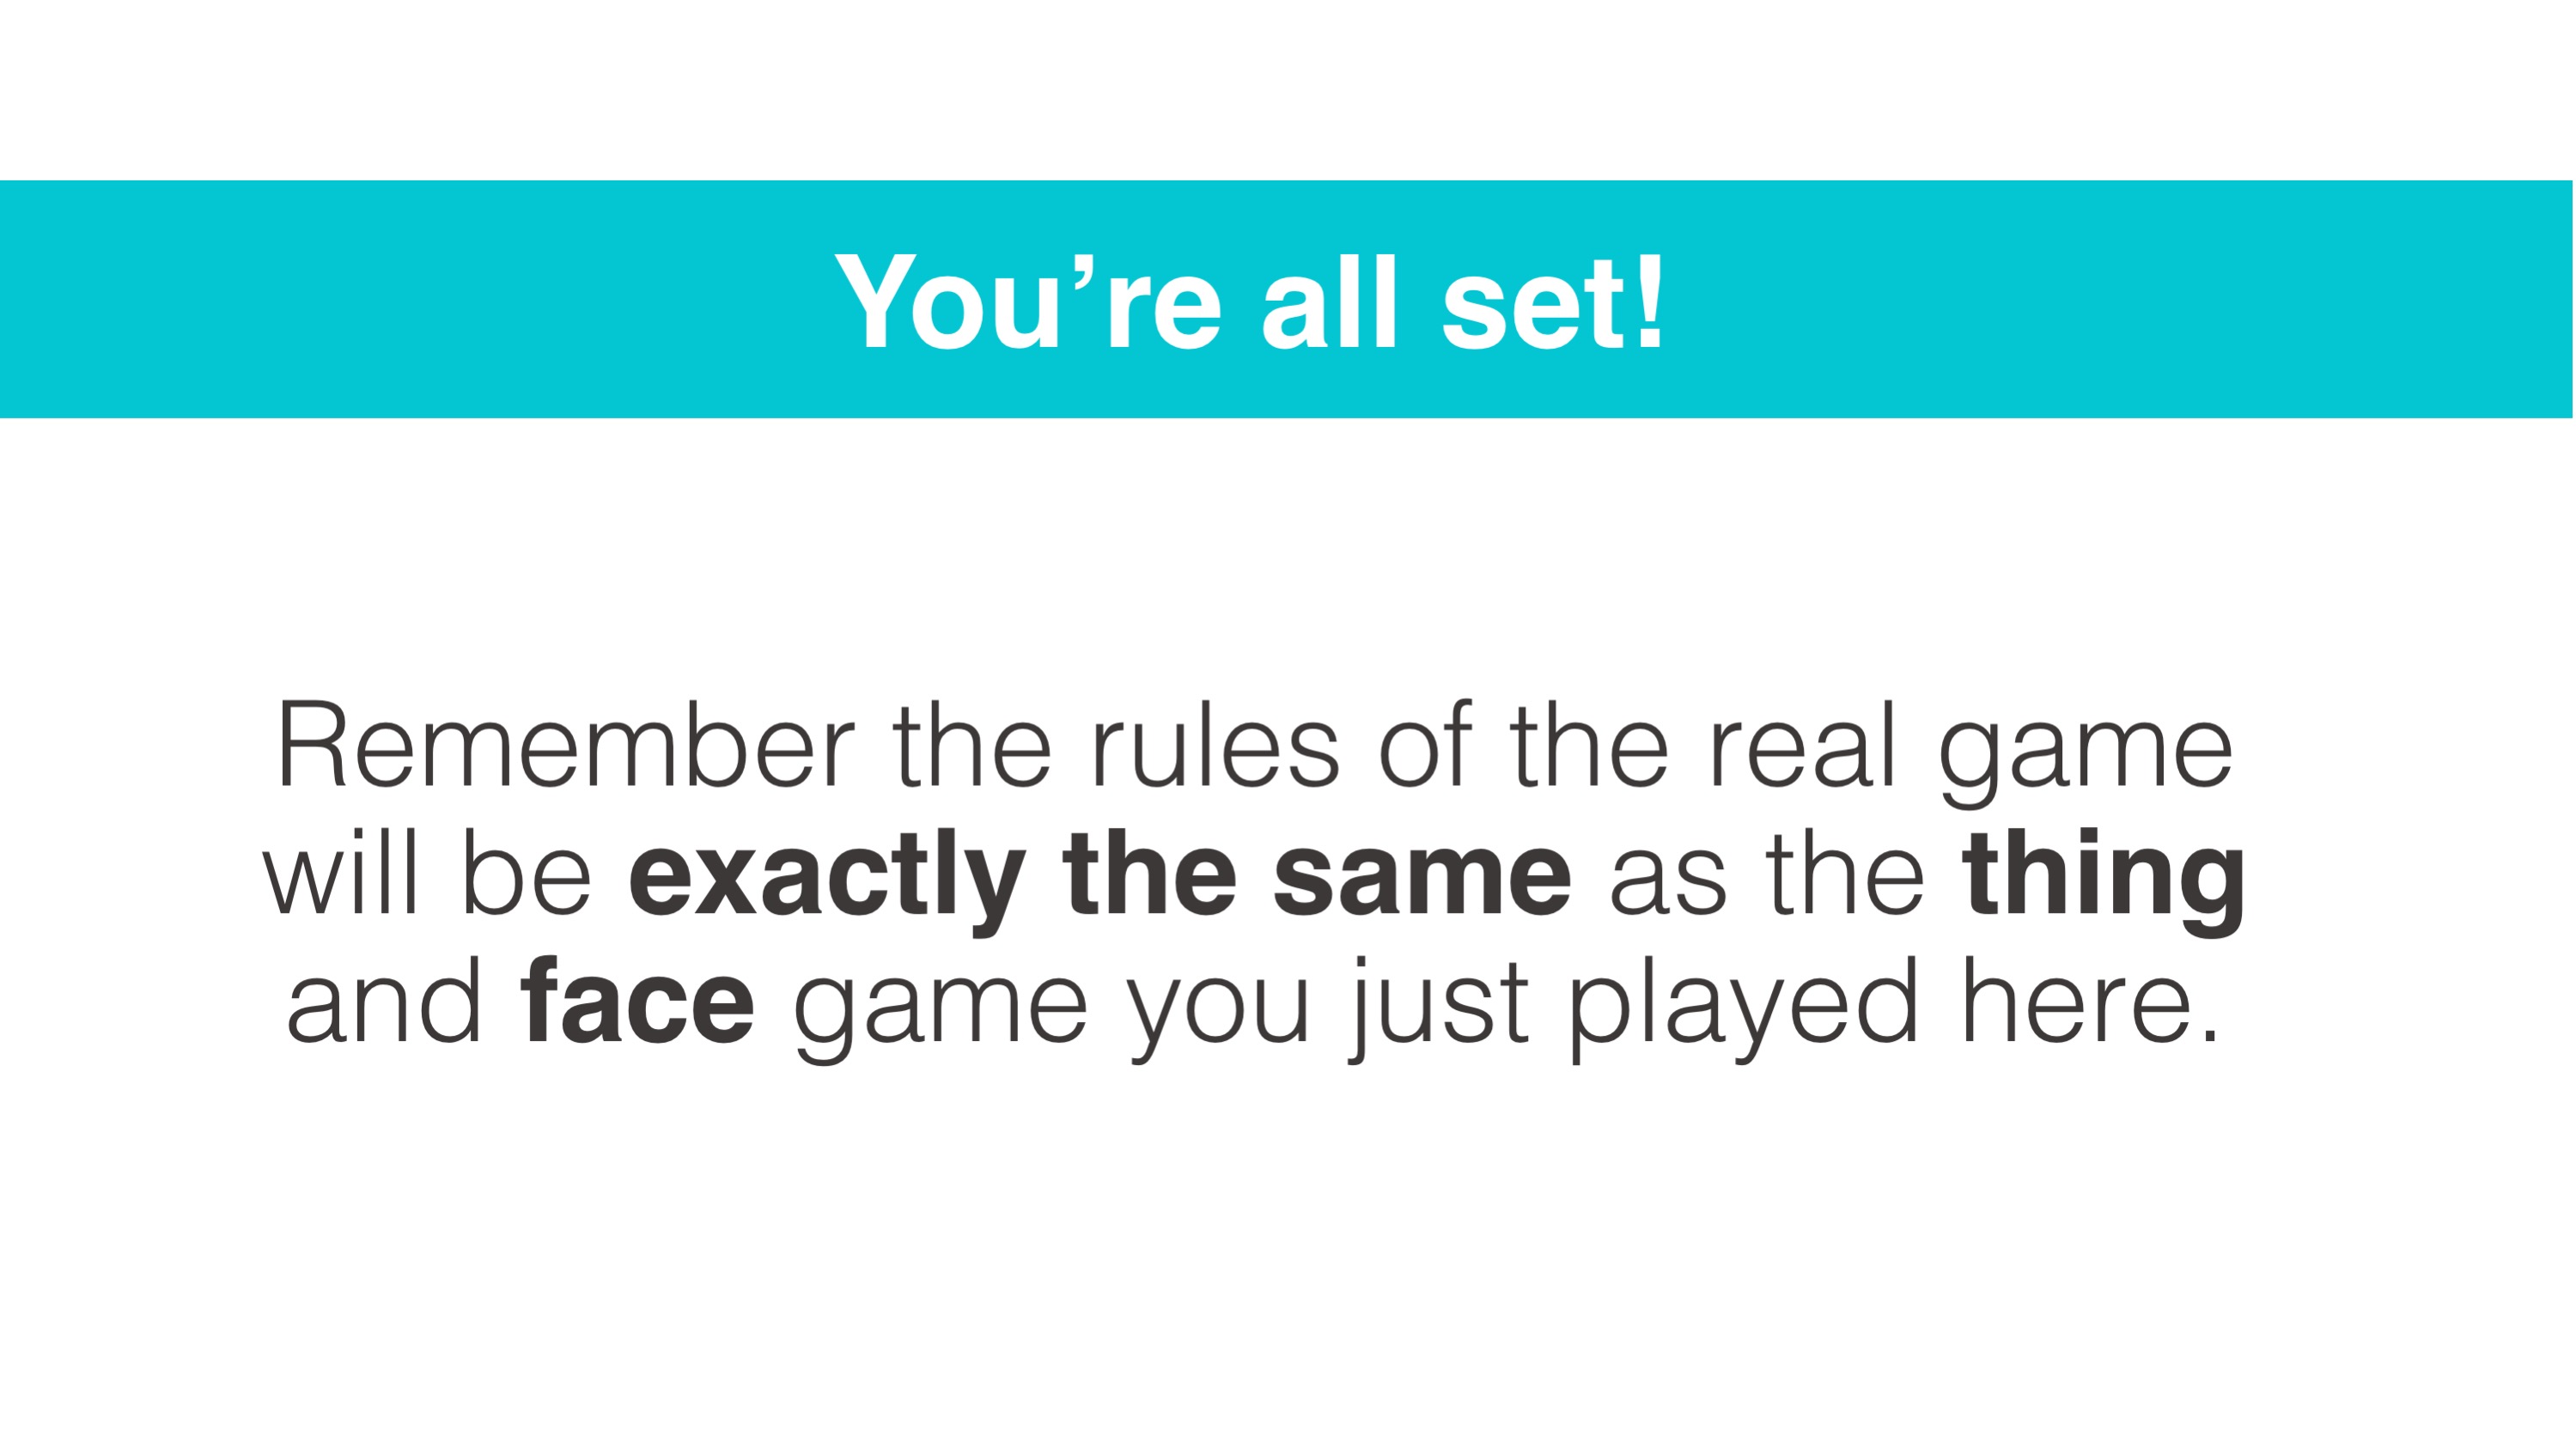 You’re all set!
Remember the rules of the real game
will be exactly the same as the thing
and face game you just played here.